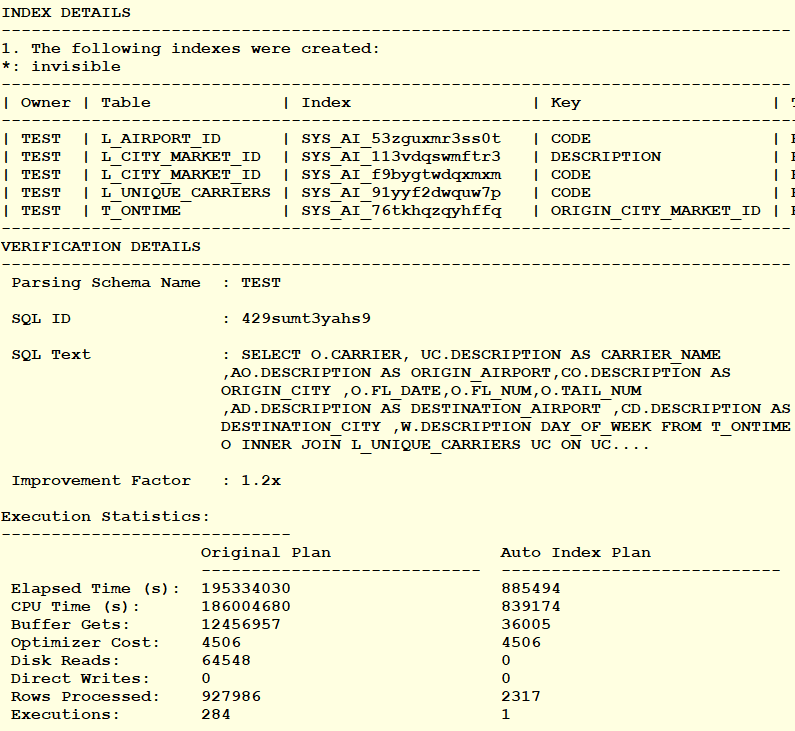 INDEX DETAILS
-------------------------------------------------------------------------------
1. The following indexes were created:
*: invisible
-------------------------------------------------------------------------------
| Owner | Table | Index | Key | T
-------------------------------------------------------------------------------
| TEST | L_AIRPORT_ID | SYS_AI_53zguxmr3ss0t | CODE |
| TEST | L_CITY_MARKET_ID | SYS_AI_113vdqswmftr3 | DESCRIPTION |
| TEST | L_CITY_MARKET_ID | SYS_AI_f9bygtwdqxmxm | CODE |
| TEST | L_UNIQUE_CARRIERS | SYS_AI_91yyf2dwquw7p | CODE |
| TEST | T_ONTIME | SYS_AI_76tkhqzqyhffq | ORIGIN_CITY_MARKET_ID |
-------------------------------------------------------------------------------
VERIFICATION DETAILS
-------------------------------------------------------------------------------
Parsing Schema Name : TEST
SQL ID : 429sumt3yahs9
SQL Text : SELECT O.CARRIER, UC.DESCRIPTION AS CARRIER_NAME
,AO.DESCRIPTION AS ORIGIN_AIRPORT,CO.DESCRIPTION AS
ORIGIN_CITY ,O.FL_DATE,O.FL_NUM,O.TAIL_NUM
,AD.DESCRIPTION AS DESTINATION_AIRPORT ,CD.DESCRIPTION AS
DESTINATION_CITY ,W.DESCRIPTION DAY_OF_WEEK FROM T_ONTIME
O INNER JOIN L_UNIQUE_CARRIERS UC ON UC....
Improvement Factor : 1.2x
Execution Statistics:
-----------------------------
Original Plan Auto Index Plan
---------------------------- ----------------------------
Elapsed Time (s): 195334030 885494
CPU Time (s): 186004680 839174
Buffer Gets: 12456957 36005
Optimizer Cost: 4506 4506
Disk Reads: 64548 0
Direct Writes: 0 0
Rows Processed: 927986 2317
Executions: 284 1